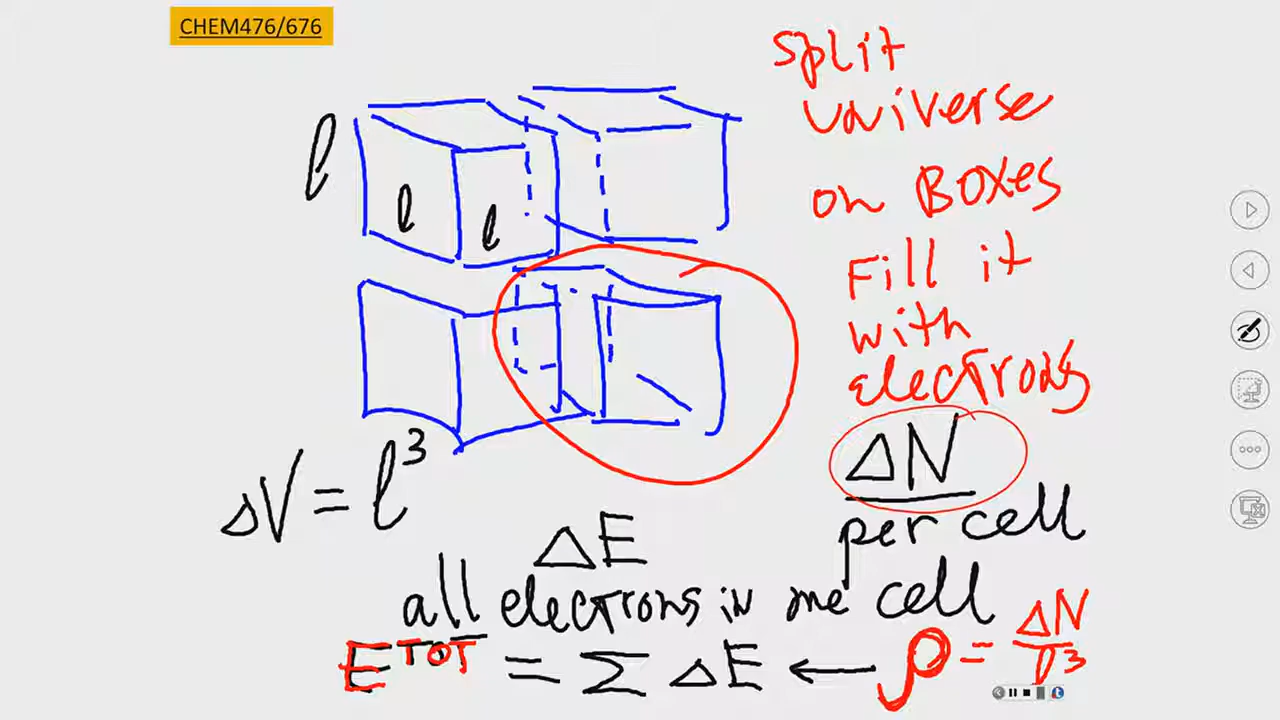 CHEM476/676
split
universe
on BOXES
Fill it
with
electrons
ΔN
per cell
l
l
l
ΔV = l³
ΔE
all electrons in one cell
E^TOT = Σ ΔE ← ρ = ΔN/l³